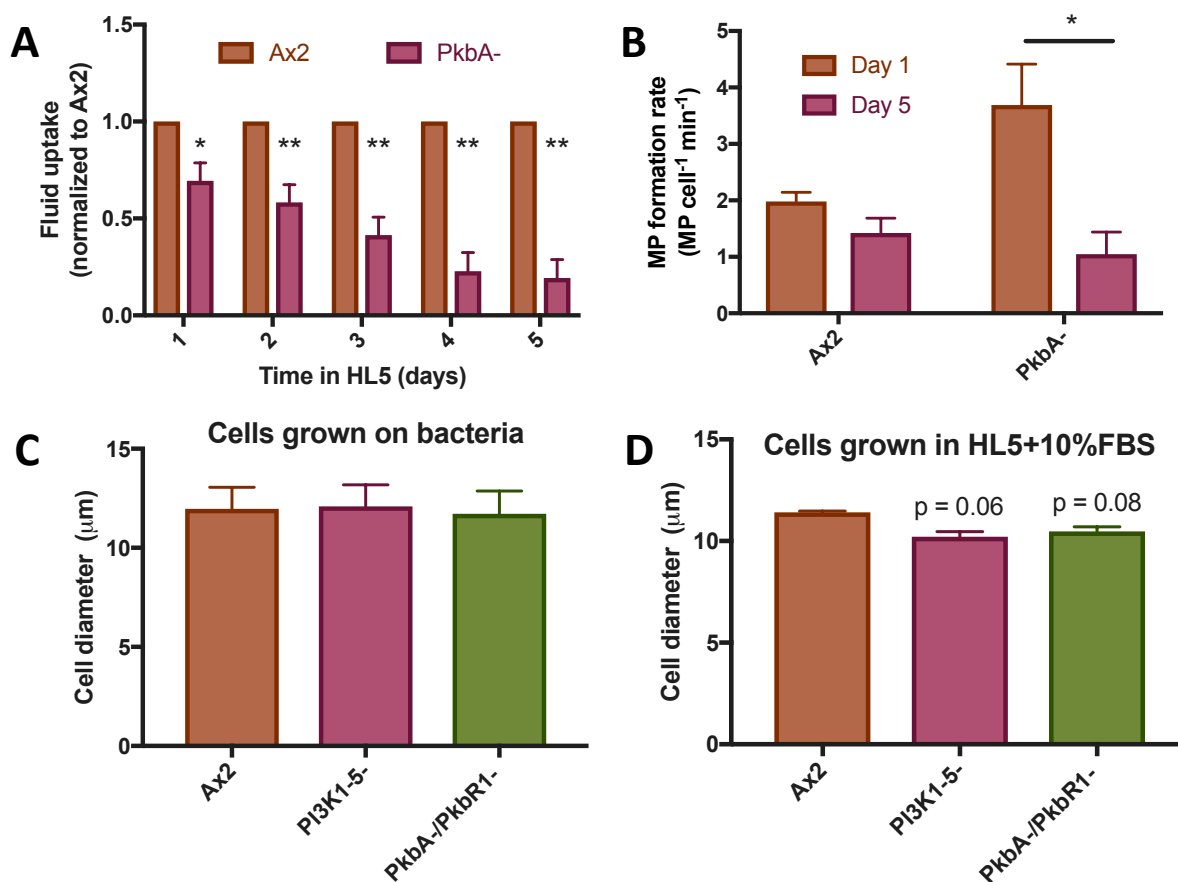 A
Ax2
PkbA-
Fluid uptake
(normalized to Ax2)
1.5
1.0
0.5
0.0
* ** ** ** **
1 2 3 4 5
Time in HL5 (days)
B
Day 1
Day 5
*
MP formation rate
(MP cell-1 min-1)
5
4
3
2
1
0
Ax2
PkbA-
C
Cells grown on bacteria
Cell diameter (μm)
15
10
5
0
Ax2
PI3K1-5-
PkbA-/PkbR1-
D
Cells grown in HL5+10%FBS
Cell diameter (μm)
15
10
5
0
p = 0.06
p = 0.08
Ax2
PI3K1-5-
PkbA-/PkbR1-